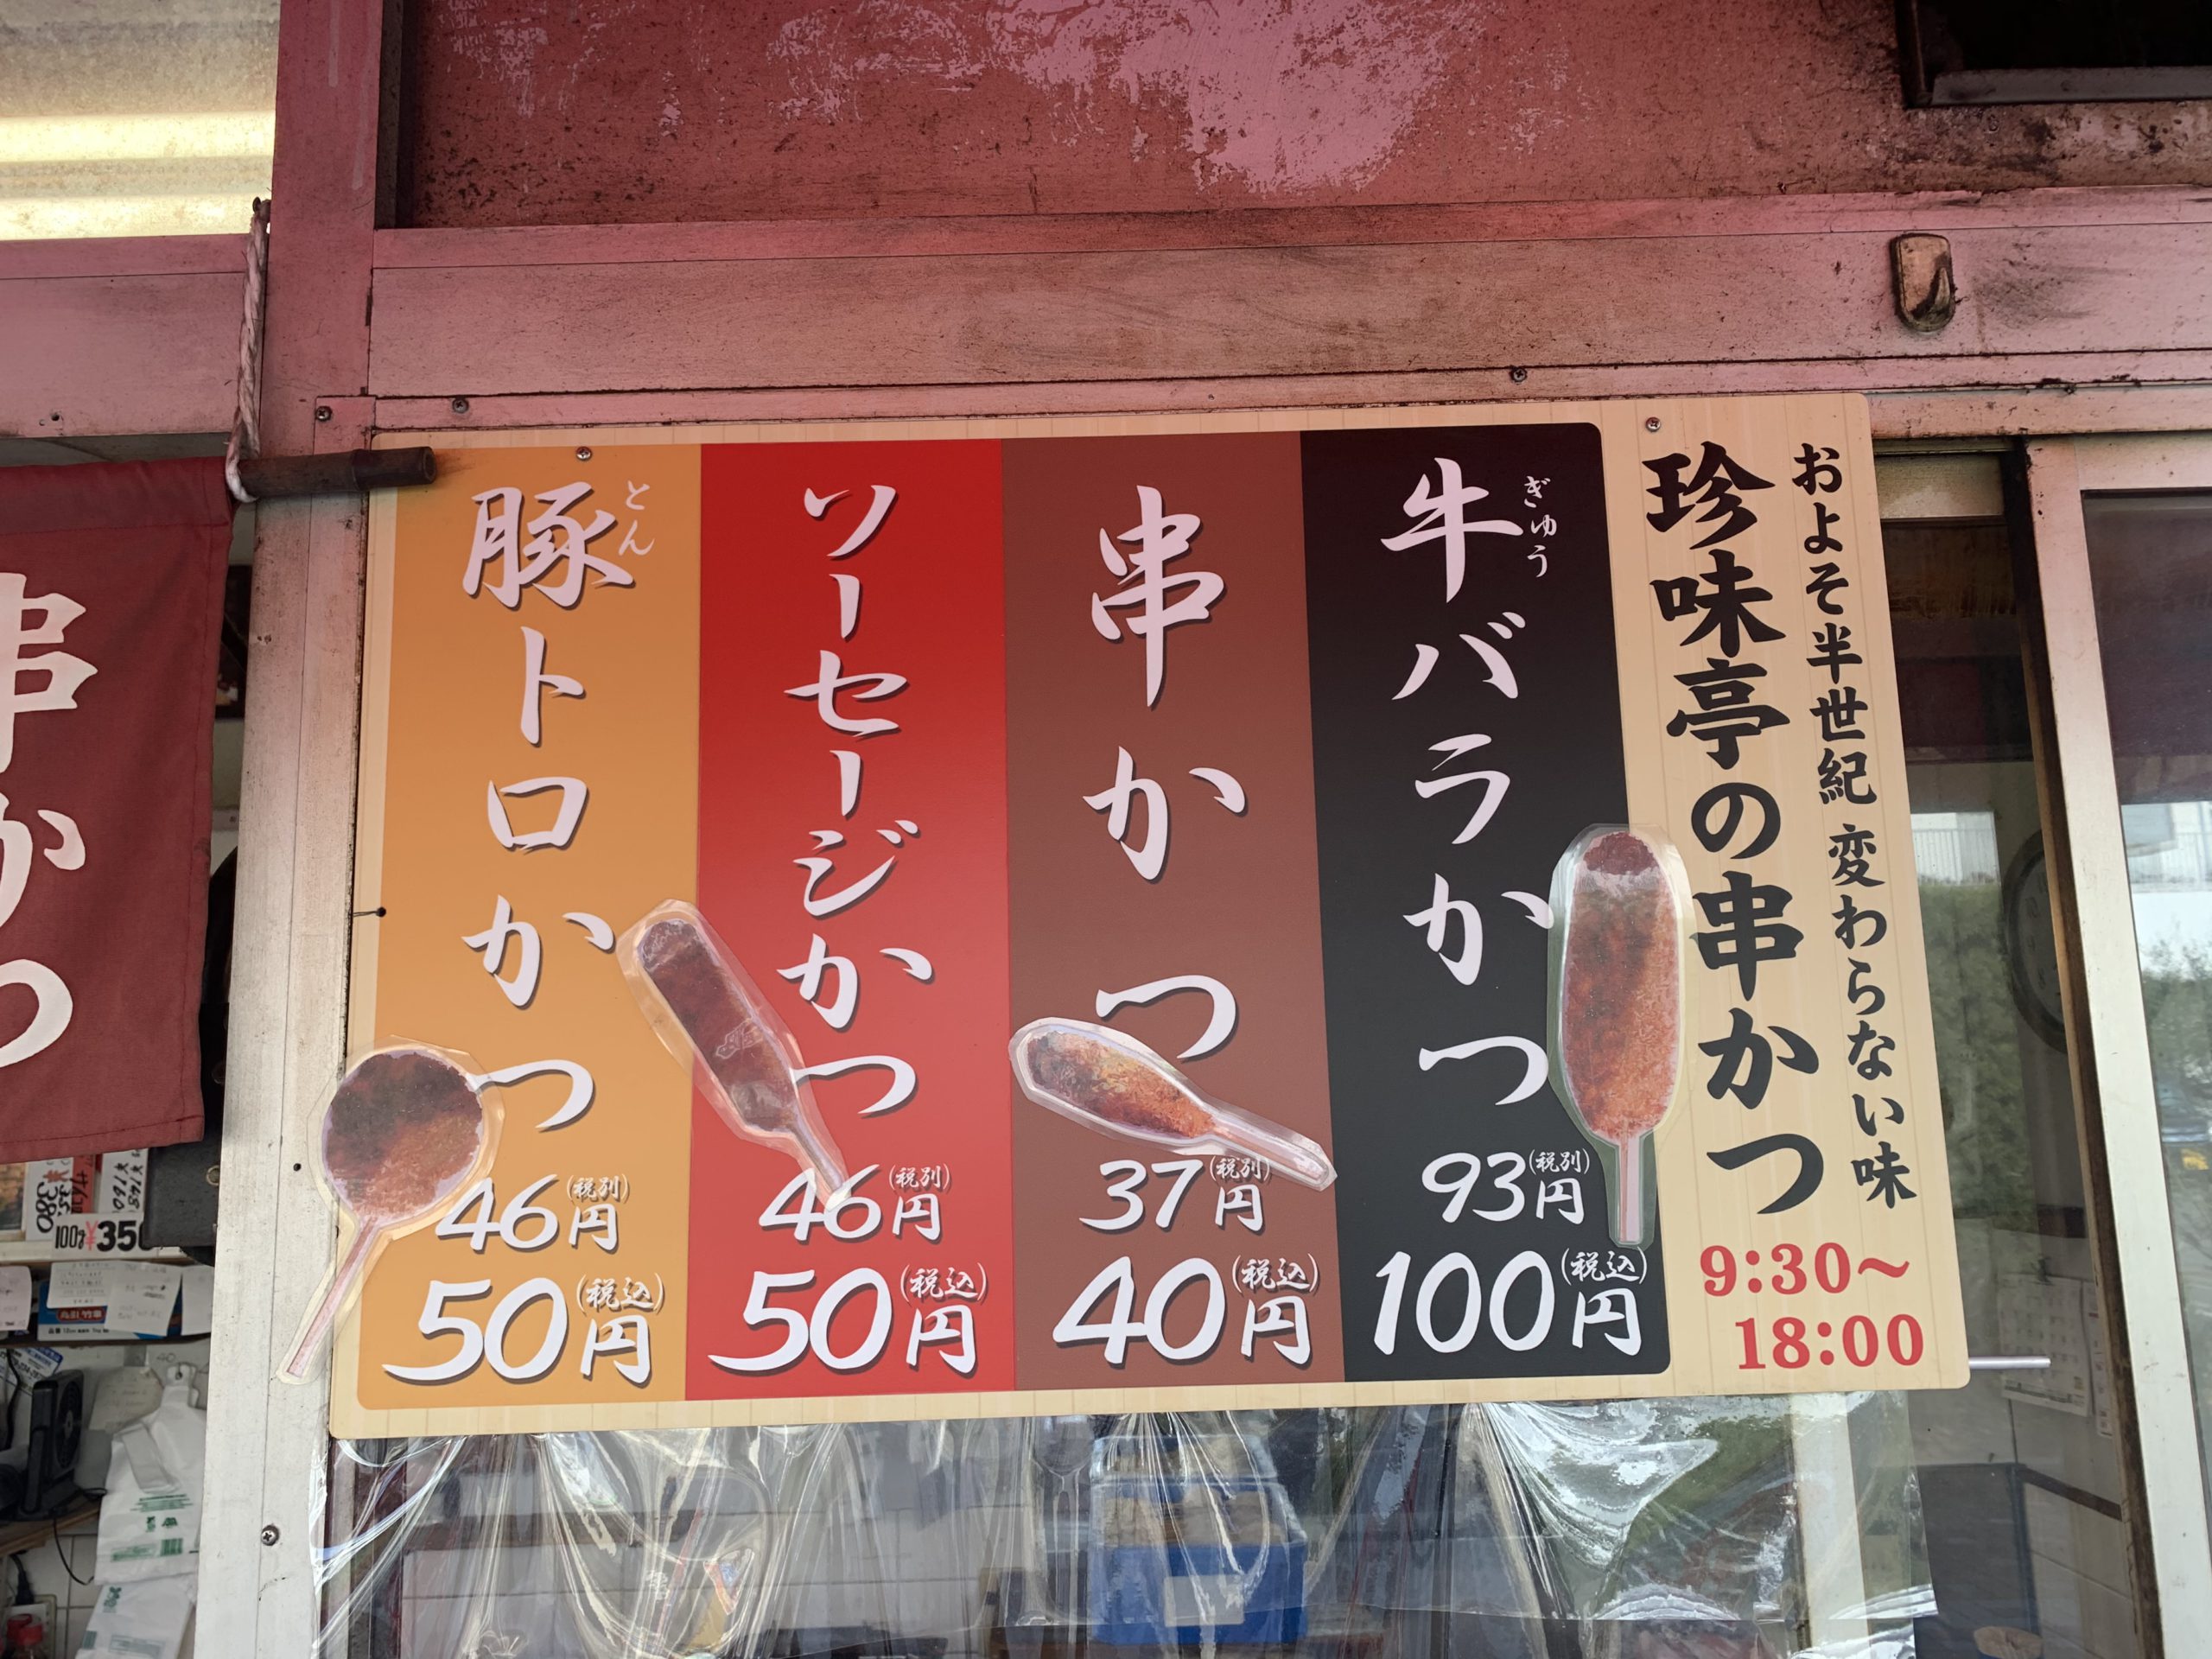 およそ半世紀 変わらない味
珍味亭の串かつ
9:30～
18:00
牛バラかつ
ぎゅう
93円(税別)
100円(税込)
串かつ
37円(税別)
40円(税込)
ソーセージかつ
46円(税別)
50円(税込)
豚トロかつ
とん
46円(税別)
50円(税込)
串かつ
100g¥350
380